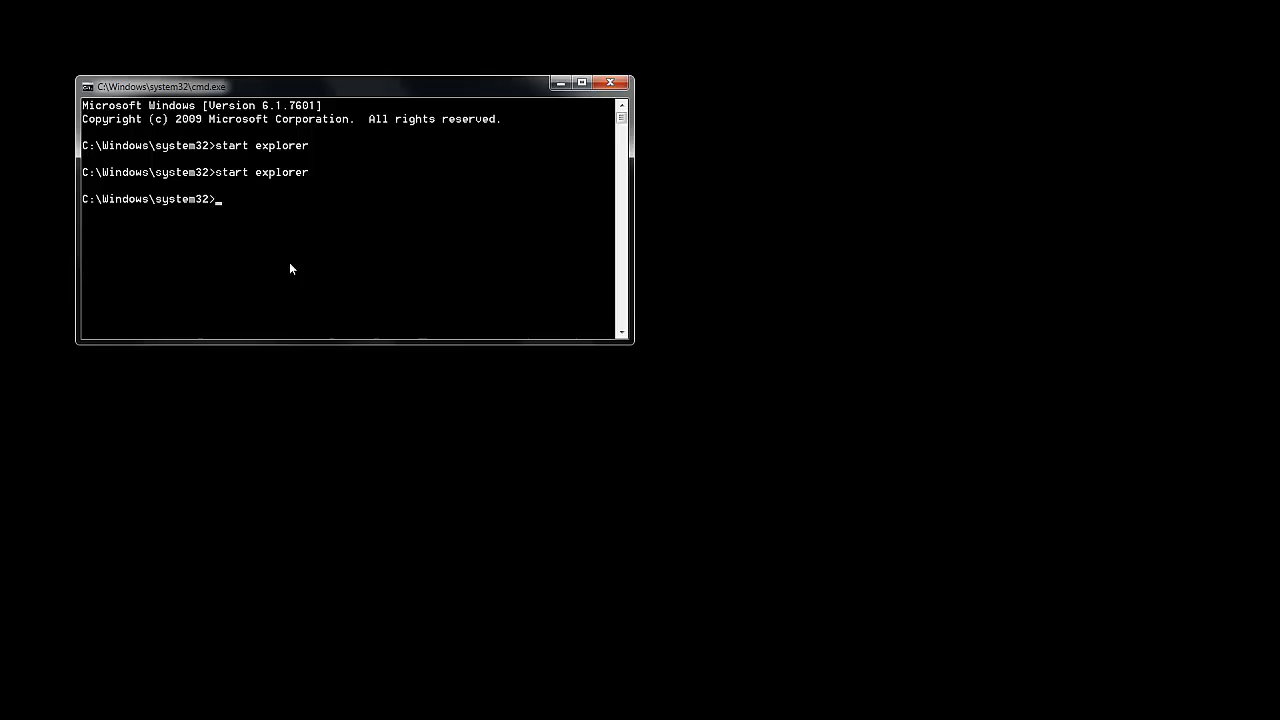 C:\Windows\system32\cmd.exe
Microsoft Windows [Version 6.1.7601]
Copyright (c) 2009 Microsoft Corporation.  All rights reserved.
C:\Windows\system32>start explorer
C:\Windows\system32>start explorer
C:\Windows\system32>